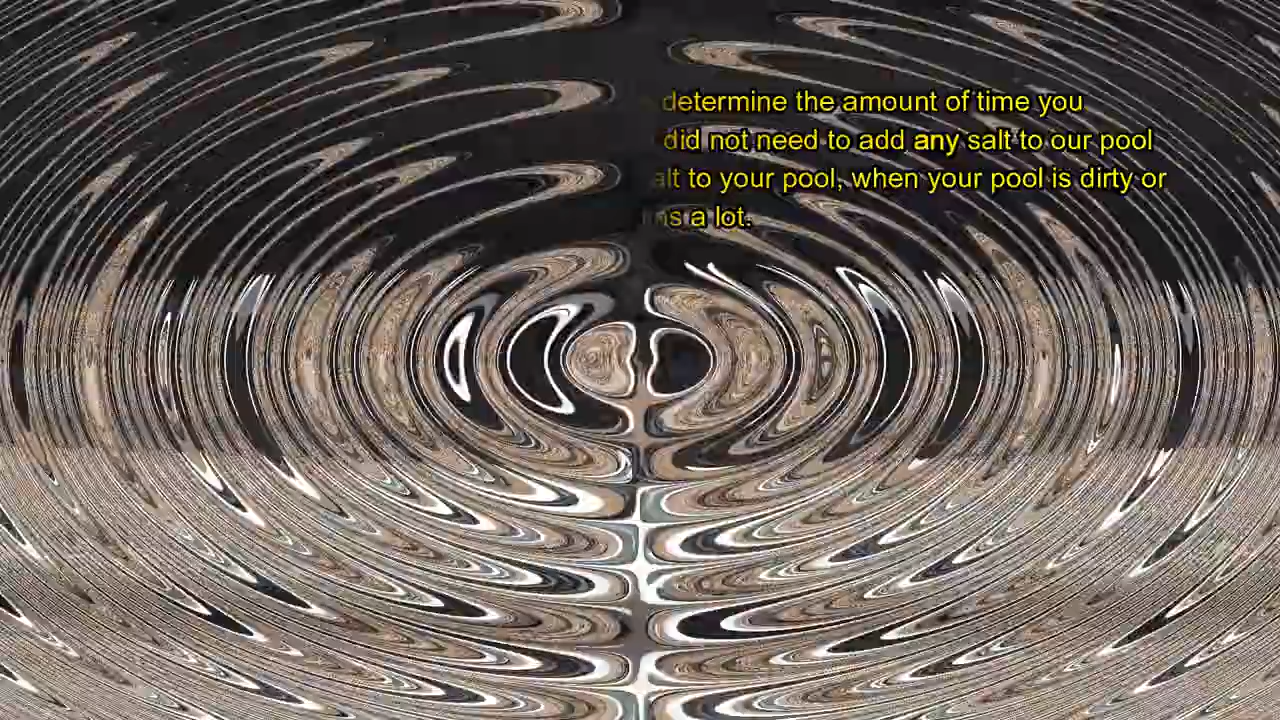 determine the amount of time you
did not need to add any salt to our pool
to your pool, when your pool is dirty or
a lot.